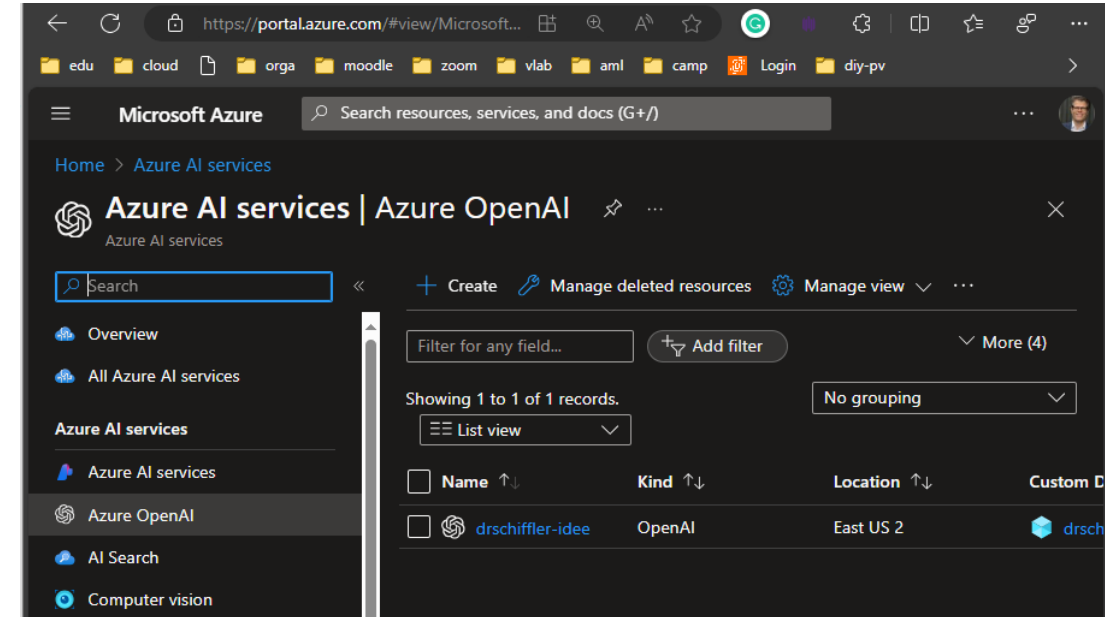 https://portal.azure.com/#view/Microsoft...
edu cloud orga moodle zoom vlab aml camp Login diy-pv
Microsoft Azure Search resources, services, and docs (G+/)
Home > Azure AI services
Azure AI services | Azure OpenAI
Azure AI services
Search
Create Manage deleted resources Manage view
Overview
Filter for any field... Add filter More (4)
All Azure AI services
Showing 1 to 1 of 1 records. No grouping
Azure AI services
List view
Azure AI services
Name Kind Location Custom D
Azure OpenAI
drschiffler-idee OpenAI East US 2 drsch
AI Search
Computer vision